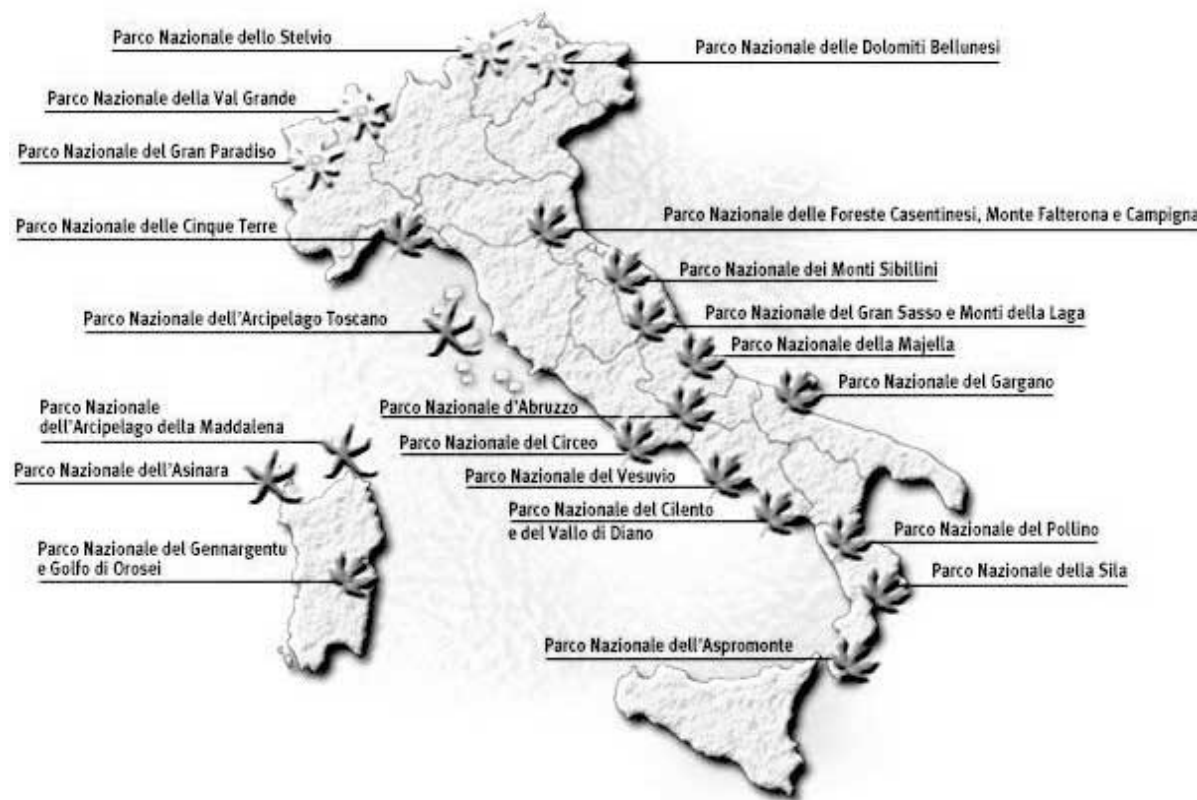 Parco Nazionale dello Stelvio
Parco Nazionale delle Dolomiti Bellunesi
Parco Nazionale della Val Grande
Parco Nazionale del Gran Paradiso
Parco Nazionale delle Cinque Terre
Parco Nazionale delle Foreste Casentinesi, Monte Falterona e Campigna
Parco Nazionale dei Monti Sibillini
Parco Nazionale dell'Arcipelago Toscano
Parco Nazionale del Gran Sasso e Monti della Laga
Parco Nazionale della Majella
Parco Nazionale del Gargano
Parco Nazionale
dell'Arcipelago della Maddalena
Parco Nazionale d'Abruzzo
Parco Nazionale del Circeo
Parco Nazionale dell'Asinara
Parco Nazionale del Vesuvio
Parco Nazionale del Cilento
e del Vallo di Diano
Parco Nazionale del Pollino
Parco Nazionale del Gennargentu
e Golfo di Orosei
Parco Nazionale della Sila
Parco Nazionale dell'Aspromonte